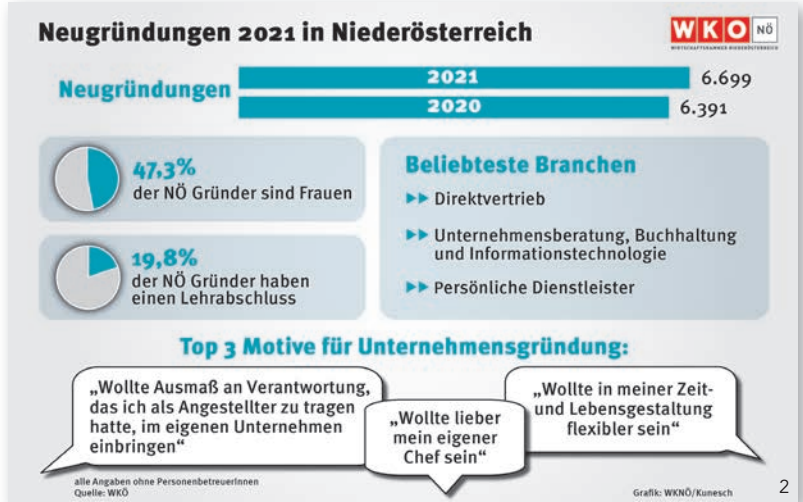 Neugründungen 2021 in Niederösterreich
WKO NÖ
WIRTSCHAFTSKAMMER NIEDERÖSTERREICH
Neugründungen
2021
6.699
2020
6.391
47,3%
der NÖ Gründer sind Frauen
19,8%
der NÖ Gründer haben
einen Lehrabschluss
Beliebteste Branchen
Direktvertrieb
Unternehmensberatung, Buchhaltung
und Informationstechnologie
Persönliche Dienstleister
Top 3 Motive für Unternehmensgründung:
„Wollte Ausmaß an Verantwortung,
das ich als Angestellter zu tragen
hatte, im eigenen Unternehmen
einbringen“
„Wollte lieber
mein eigener
Chef sein“
„Wollte in meiner Zeit-
und Lebensgestaltung
flexibler sein“
alle Angaben ohne PersonenbetreuerInnen
Quelle: WKÖ
Grafik: WKNÖ/Kunesch
2